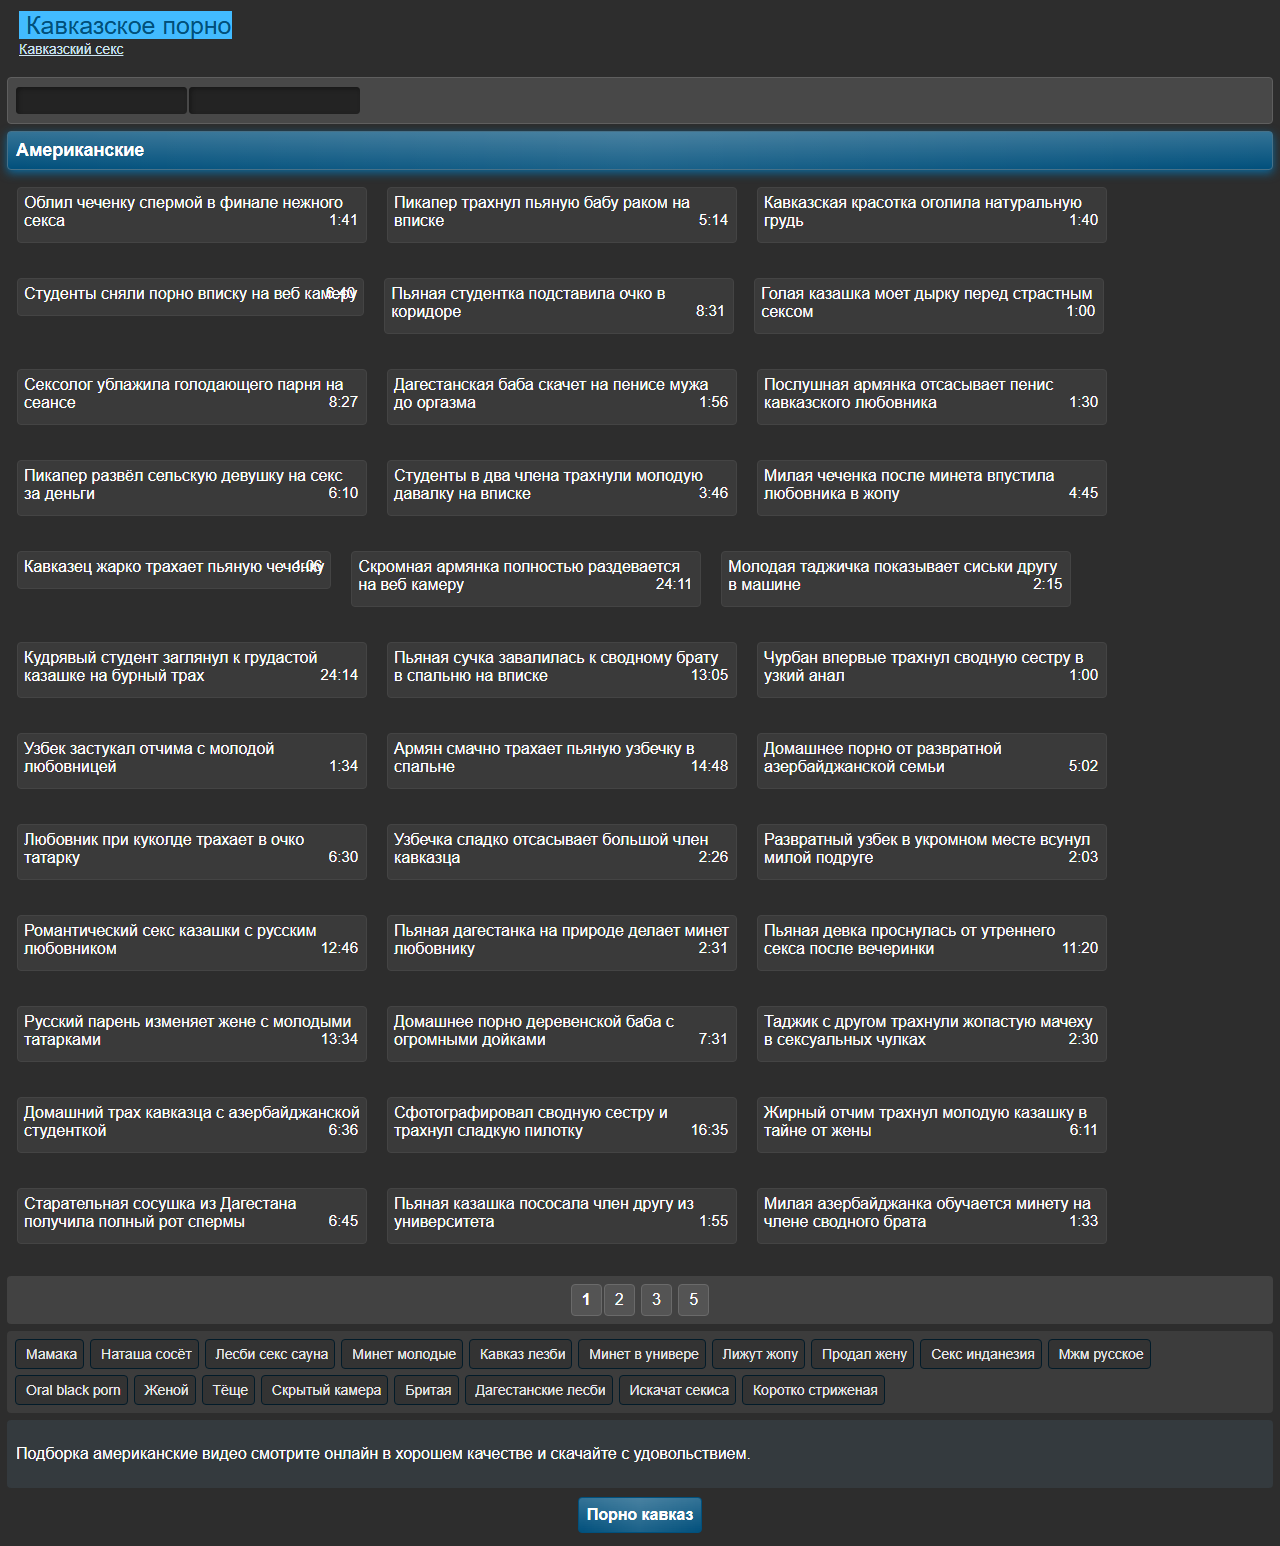 Кавказское порно
Кавказский секс
Американские
Облил чеченку спермой в финале нежного
секса 1:41
Пикапер трахнул пьяную бабу раком на
вписке 5:14
Кавказская красотка оголила натуральную
грудь 1:40
Студенты сняли порно вписку на веб камеру 6:40
Пьяная студентка подставила очко в
коридоре 8:31
Голая казашка моет дырку перед страстным
сексом 1:00
Сексолог ублажила голодающего парня на
сеансе 8:27
Дагестанская баба скачет на пенисе мужа
до оргазма 1:56
Послушная армянка отсасывает пенис
кавказского любовника 1:30
Пикапер развёл сельскую девушку на секс
за деньги 6:10
Студенты в два члена трахнули молодую
давалку на вписке 3:46
Милая чеченка после минета впустила
любовника в жопу 4:45
Кавказец жарко трахает пьяную чеченку 1:06
Скромная армянка полностью раздевается
на веб камеру 24:11
Молодая таджичка показывает сиськи другу
в машине 2:15
Кудрявый студент заглянул к грудастой
казашке на бурный трах 24:14
Пьяная сучка завалилась к сводному брату
в спальню на вписке 13:05
Чурбан впервые трахнул сводную сестру в
узкий анал 1:00
Узбек застукал отчима с молодой
любовницей 1:34
Армян смачно трахает пьяную узбечку в
спальне 14:48
Домашнее порно от развратной
азербайджанской семьи 5:02
Любовник при куколде трахает в очко
татарку 6:30
Узбечка сладко отсасывает большой член
кавказца 2:26
Развратный узбек в укромном месте всунул
милой подруге 2:03
Романтический секс казашки с русским
любовником 12:46
Пьяная дагестанка на природе делает минет
любовнику 2:31
Пьяная девка проснулась от утреннего
секса после вечеринки 11:20
Русский парень изменяет жене с молодыми
татарками 13:34
Домашнее порно деревенской баба с
огромными дойками 7:31
Таджик с другом трахнули жопастую мачеху
в сексуальных чулках 2:30
Домашний трах кавказца с азербайджанской
студенткой 6:36
Сфотографировал сводную сестру и
трахнул сладкую пилотку 16:35
Жирный отчим трахнул молодую казашку в
тайне от жены 6:11
Старательная сосушка из Дагестана
получила полный рот спермы 6:45
Пьяная казашка пососала член другу из
университета 1:55
Милая азербайджанка обучается минету на
члене сводного брата 1:33
1 2 3 5
Мамака Наташа сосёт Лесби секс сауна Минет молодые Кавказ лезби Минет в универе Лижут жопу Продал жену Секс инданезия Мжм русское
Oral black porn Женой Тёще Скрытый камера Бритая Дагестанские лесби Искачат секиса Коротко стриженая
Подборка американские видео смотрите онлайн в хорошем качестве и скачайте с удовольствием.
Порно кавказ